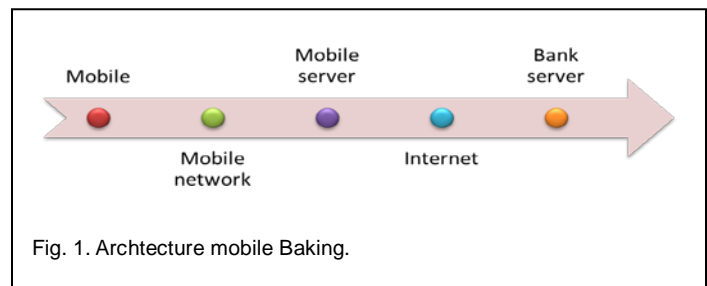 Mobile
Mobile
server
Bank
server
Mobile
network
Internet
Fig. 1. Archtecture mobile Baking.